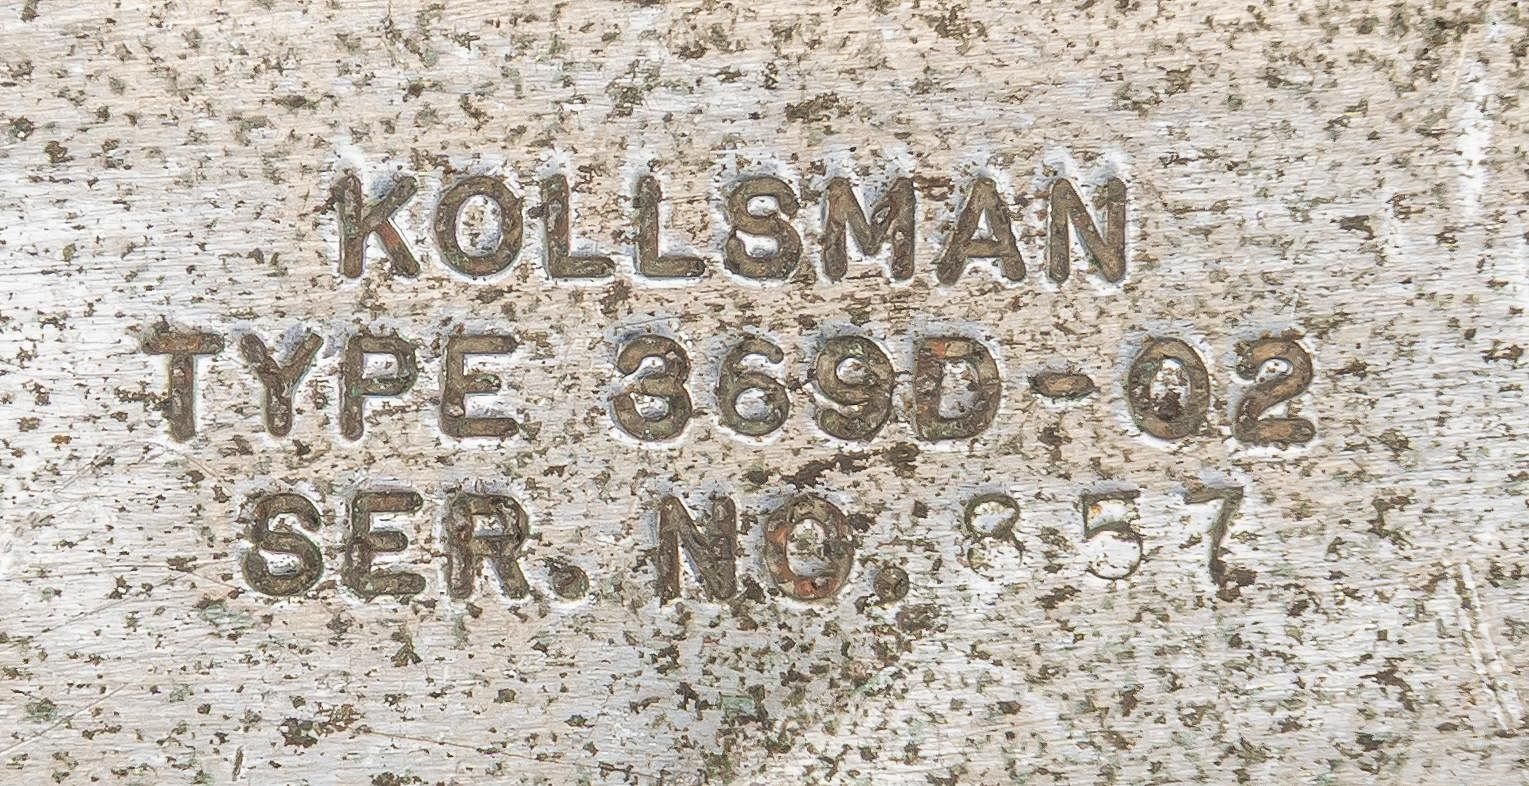 KOLLSMAN
TYPE 369D-02
SER. NO. 857